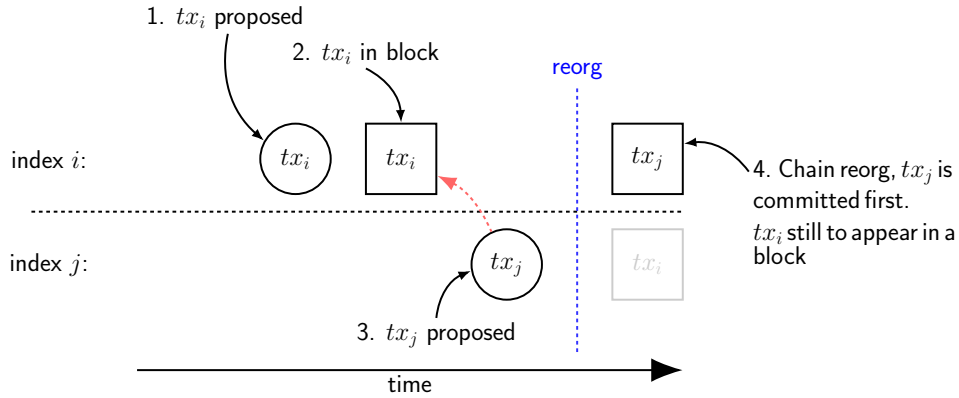 1. $tx_i$ proposed
2. $tx_i$ in block
reorg
index $i$:
$tx_i$
$tx_i$
$tx_j$
4. Chain reorg, $tx_j$ is
committed first.
$tx_i$ still to appear in a
block
index $j$:
$tx_j$
$tx_i$
3. $tx_j$ proposed
time